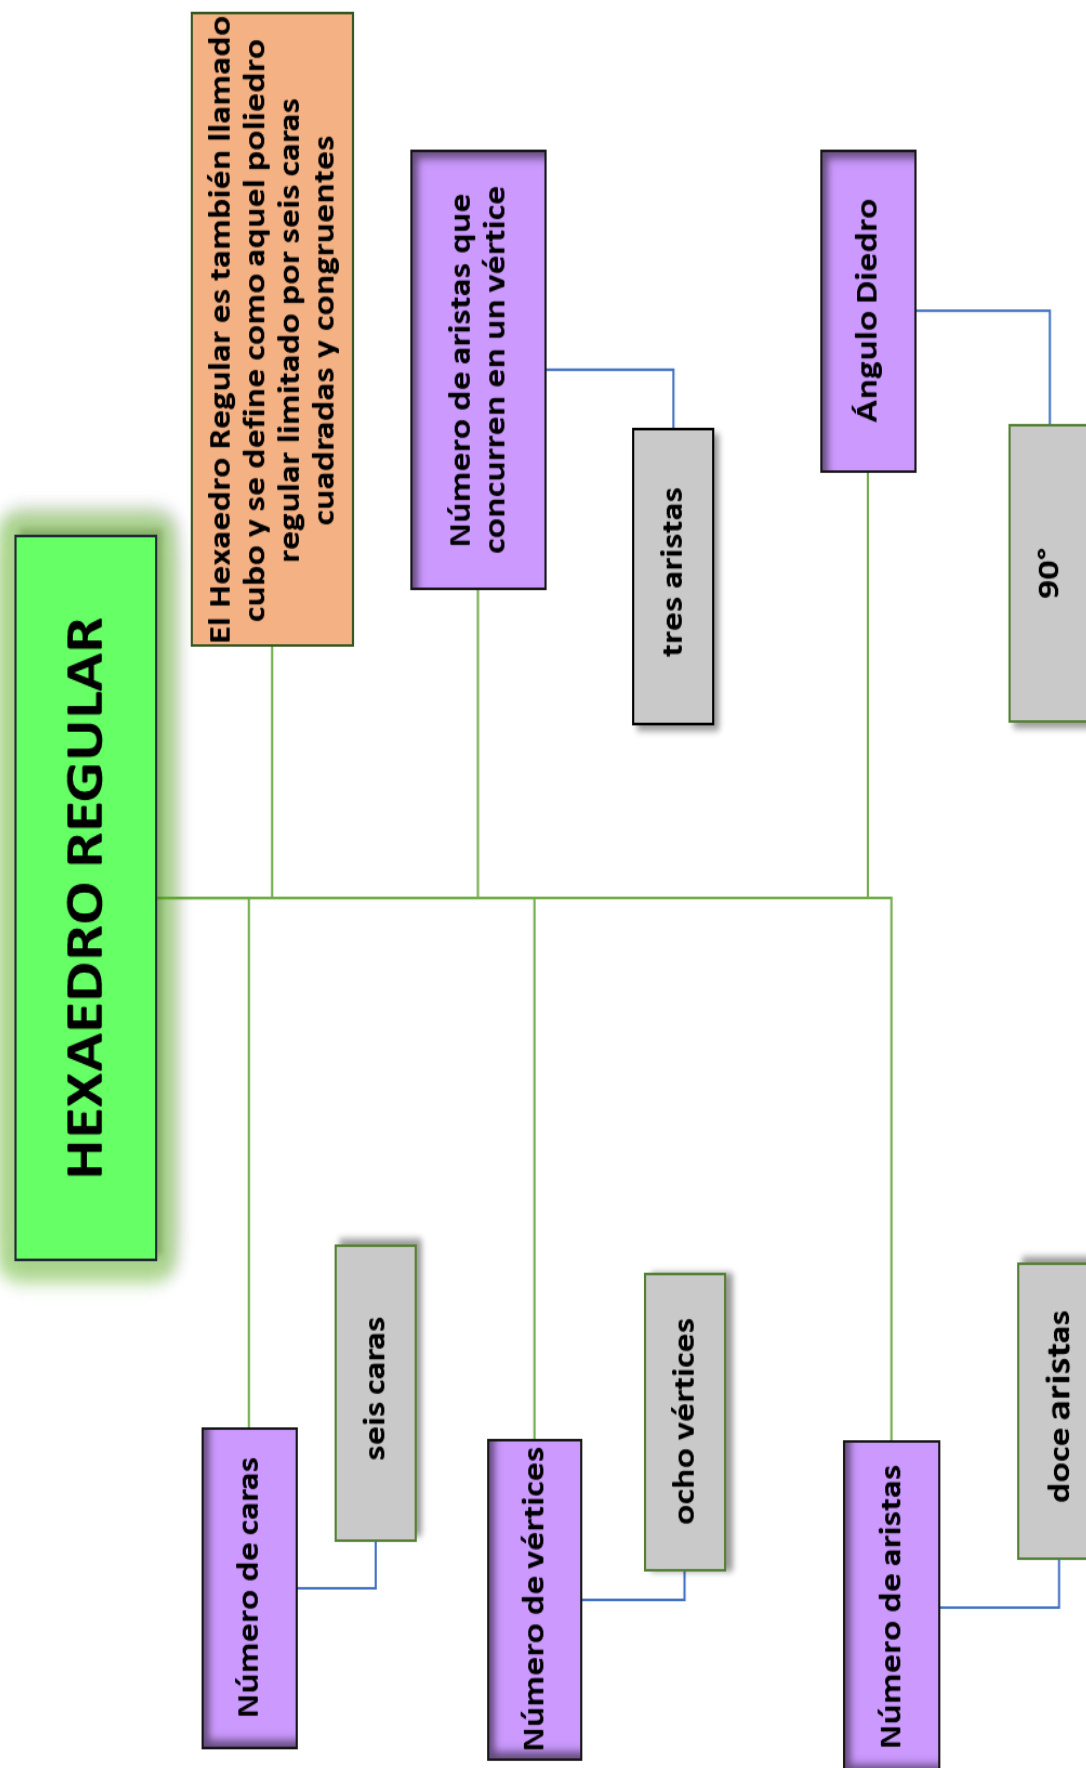 HEXAEDRO REGULAR
El Hexaedro Regular es también llamado
cubo y se define como aquel poliedro
regular limitado por seis caras
cuadradas y congruentes
Número de caras
seis caras
Número de aristas que
concurren en un vértice
tres aristas
Número de vértices
ocho vértices
Ángulo Diedro
90°
Número de aristas
doce aristas